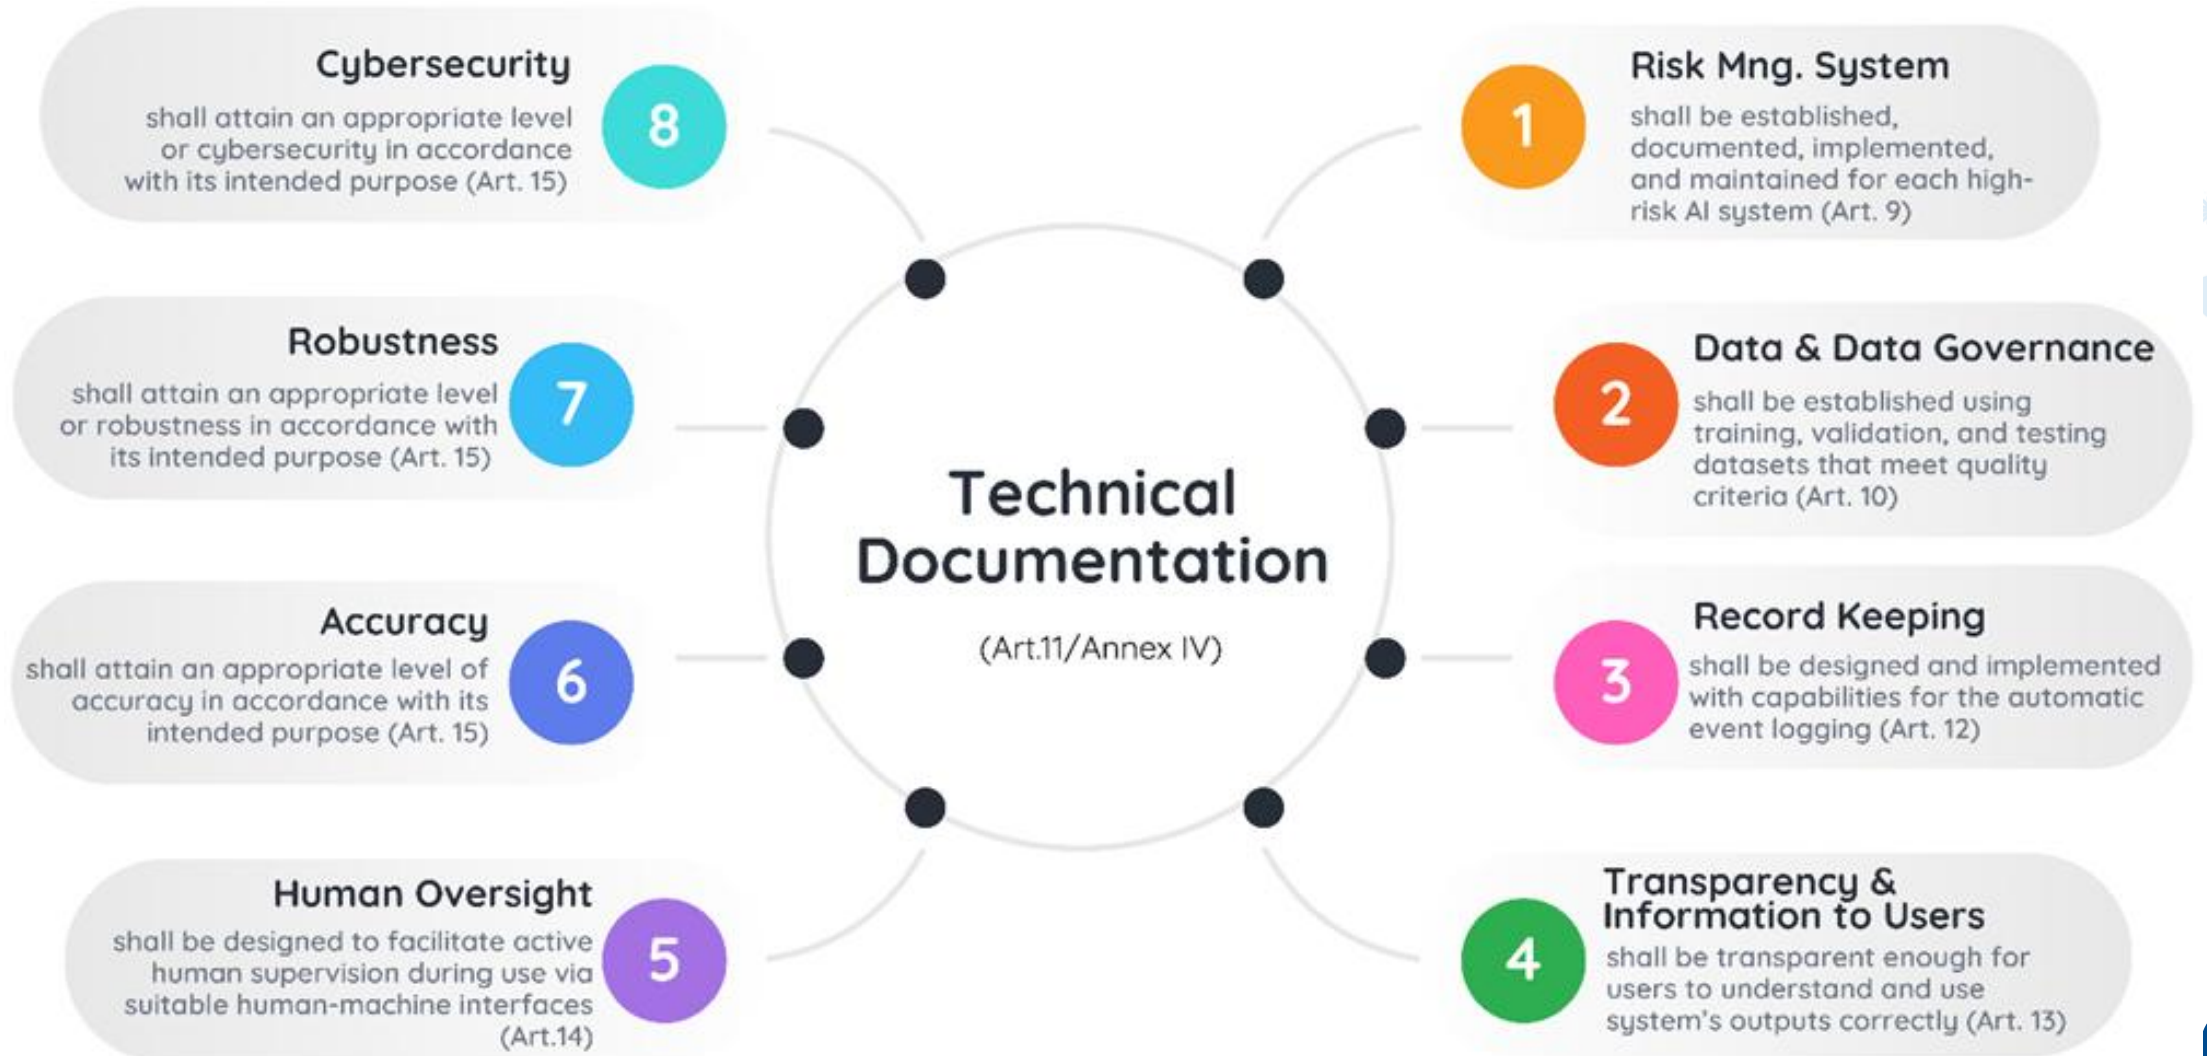 Technical
Documentation
(Art.11/Annex IV)
1
Risk Mng. System
shall be established,
documented, implemented,
and maintained for each high-
risk AI system (Art. 9)
2
Data & Data Governance
shall be established using
training, validation, and testing
datasets that meet quality
criteria (Art. 10)
3
Record Keeping
shall be designed and implemented
with capabilities for the automatic
event logging (Art. 12)
4
Transparency &
Information to Users
shall be transparent enough for
users to understand and use
system's outputs correctly (Art. 13)
5
Human Oversight
shall be designed to facilitate active
human supervision during use via
suitable human-machine interfaces
(Art.14)
6
Accuracy
shall attain an appropriate level of
accuracy in accordance with its
intended purpose (Art. 15)
7
Robustness
shall attain an appropriate level
or robustness in accordance with
its intended purpose (Art. 15)
8
Cybersecurity
shall attain an appropriate level
or cybersecurity in accordance
with its intended purpose (Art. 15)